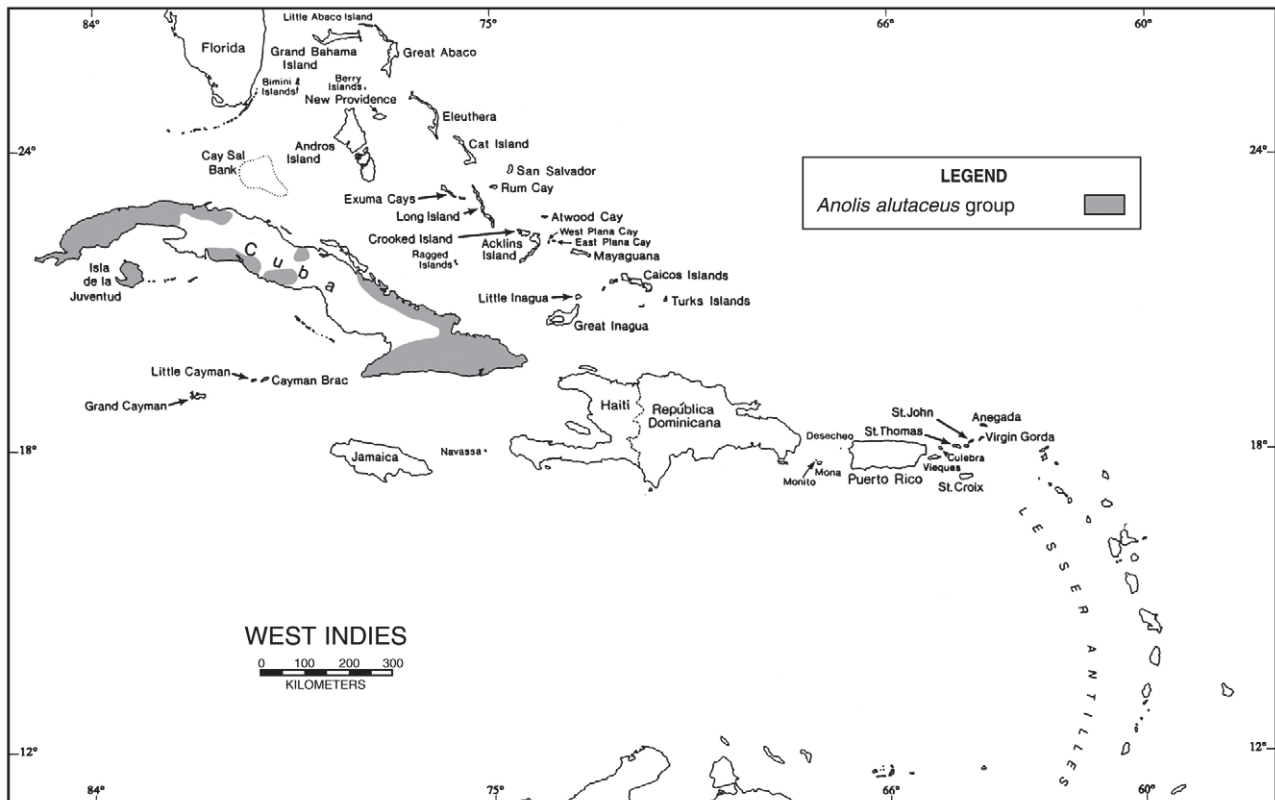 84°
75°
66°
60°
Little Abaco Island
Florida
Grand Bahama
Island
Great Abaco
Bimini
Islands
Berry
Islands
New Providence
Eleuthera
24°
Andros
Island
Cat Island
24°
Cay Sal
Bank
San Salvador
LEGEND
Anolis alutaceus group
Rum Cay
Exuma Cays
Long Island
Atwood Cay
West Plana Cay
Crooked Island
East Plana Cay
Acklins
Island
Ragged
Islands
Mayaguana
Cuba
Isla
de la
Juventud
Caicos Islands
Little Inagua
Turks Islands
Great Inagua
Little Cayman
Cayman Brac
Grand Cayman
Haiti
República
Dominicana
St.John
Anegada
St.Thomas
Virgin Gorda
Desecheo
18°
Jamaica
Navassa
Culebra
18°
Vieques
Mona
Monito
Puerto Rico
St.Croix
LESSER ANTILLES
WEST INDIES
0 100 200 300
KILOMETERS
12°
12°
84°
75°
66°
60°